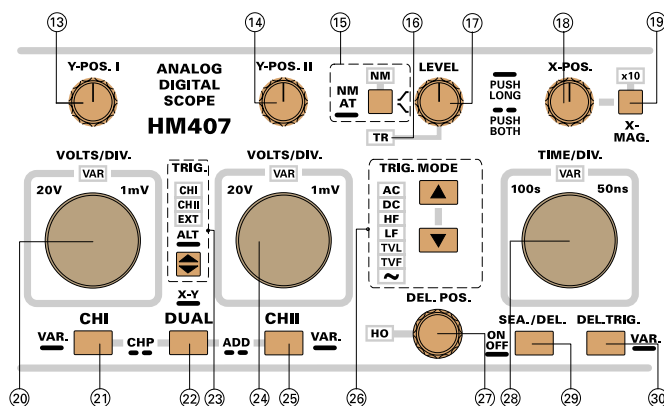 13 14 15 16 17 18 19
Y-POS. I
ANALOG
DIGITAL
SCOPE
HM407
Y-POS. II
NM
AT
NM
LEVEL
TR
PUSH
LONG
PUSH
BOTH
X-POS.
x10
X-
MAG.
VOLTS/DIV.
VAR
20V 1mV
TRIG.
CHI
CHII
EXT
ALT
VOLTS/DIV.
VAR
20V 1mV
TRIG. MODE
AC
DC
HF
LF
TVL
TVF
~
TIME/DIV.
VAR
100s 50ns
X-Y
VAR.
CHI
CHP
DUAL
ADD
CHII
VAR.
HO
DEL. POS.
ON
OFF
SEA./DEL.
DEL.TRIG.
VAR.
20 21 22 23 24 25 26 27 28 29 30